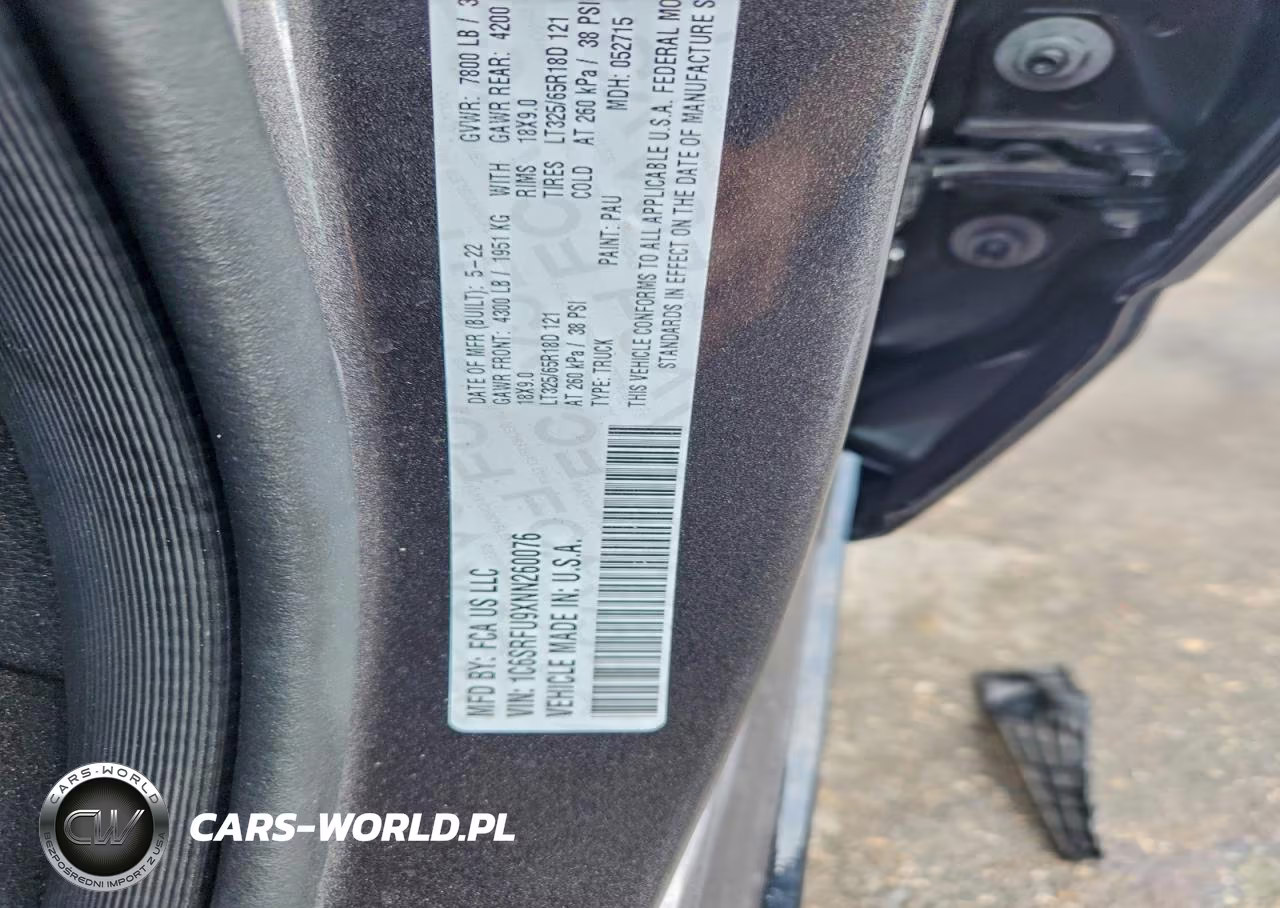 MFD BY: FCA US LLC
VIN: 1C6SRFU9XNN260076
VEHICLE MADE IN: U.S.A.
DATE OF MFR (BUILT): 5-22 GVWR: 7800 LB /
GAWR FRONT: 4300 LB / 1951 KG WITH GAWR REAR: 4200
18X9.0 RIMS 18X9.0
LT325/65R18D 121 TIRES LT325/65R18D 121
AT 260 kPa / 38 PSI COLD AT 260 kPa / 38 PSI
TYPE: TRUCK PAINT: PAU MDH: 052715
THIS VEHICLE CONFORMS TO ALL APPLICABLE U.S.A. FEDERAL MO
STANDARDS IN EFFECT ON THE DATE OF MANUFACTURE S
CARS-WORLD
CW
BEZPOŚREDNI IMPORT Z USA
CARS-WORLD.PL